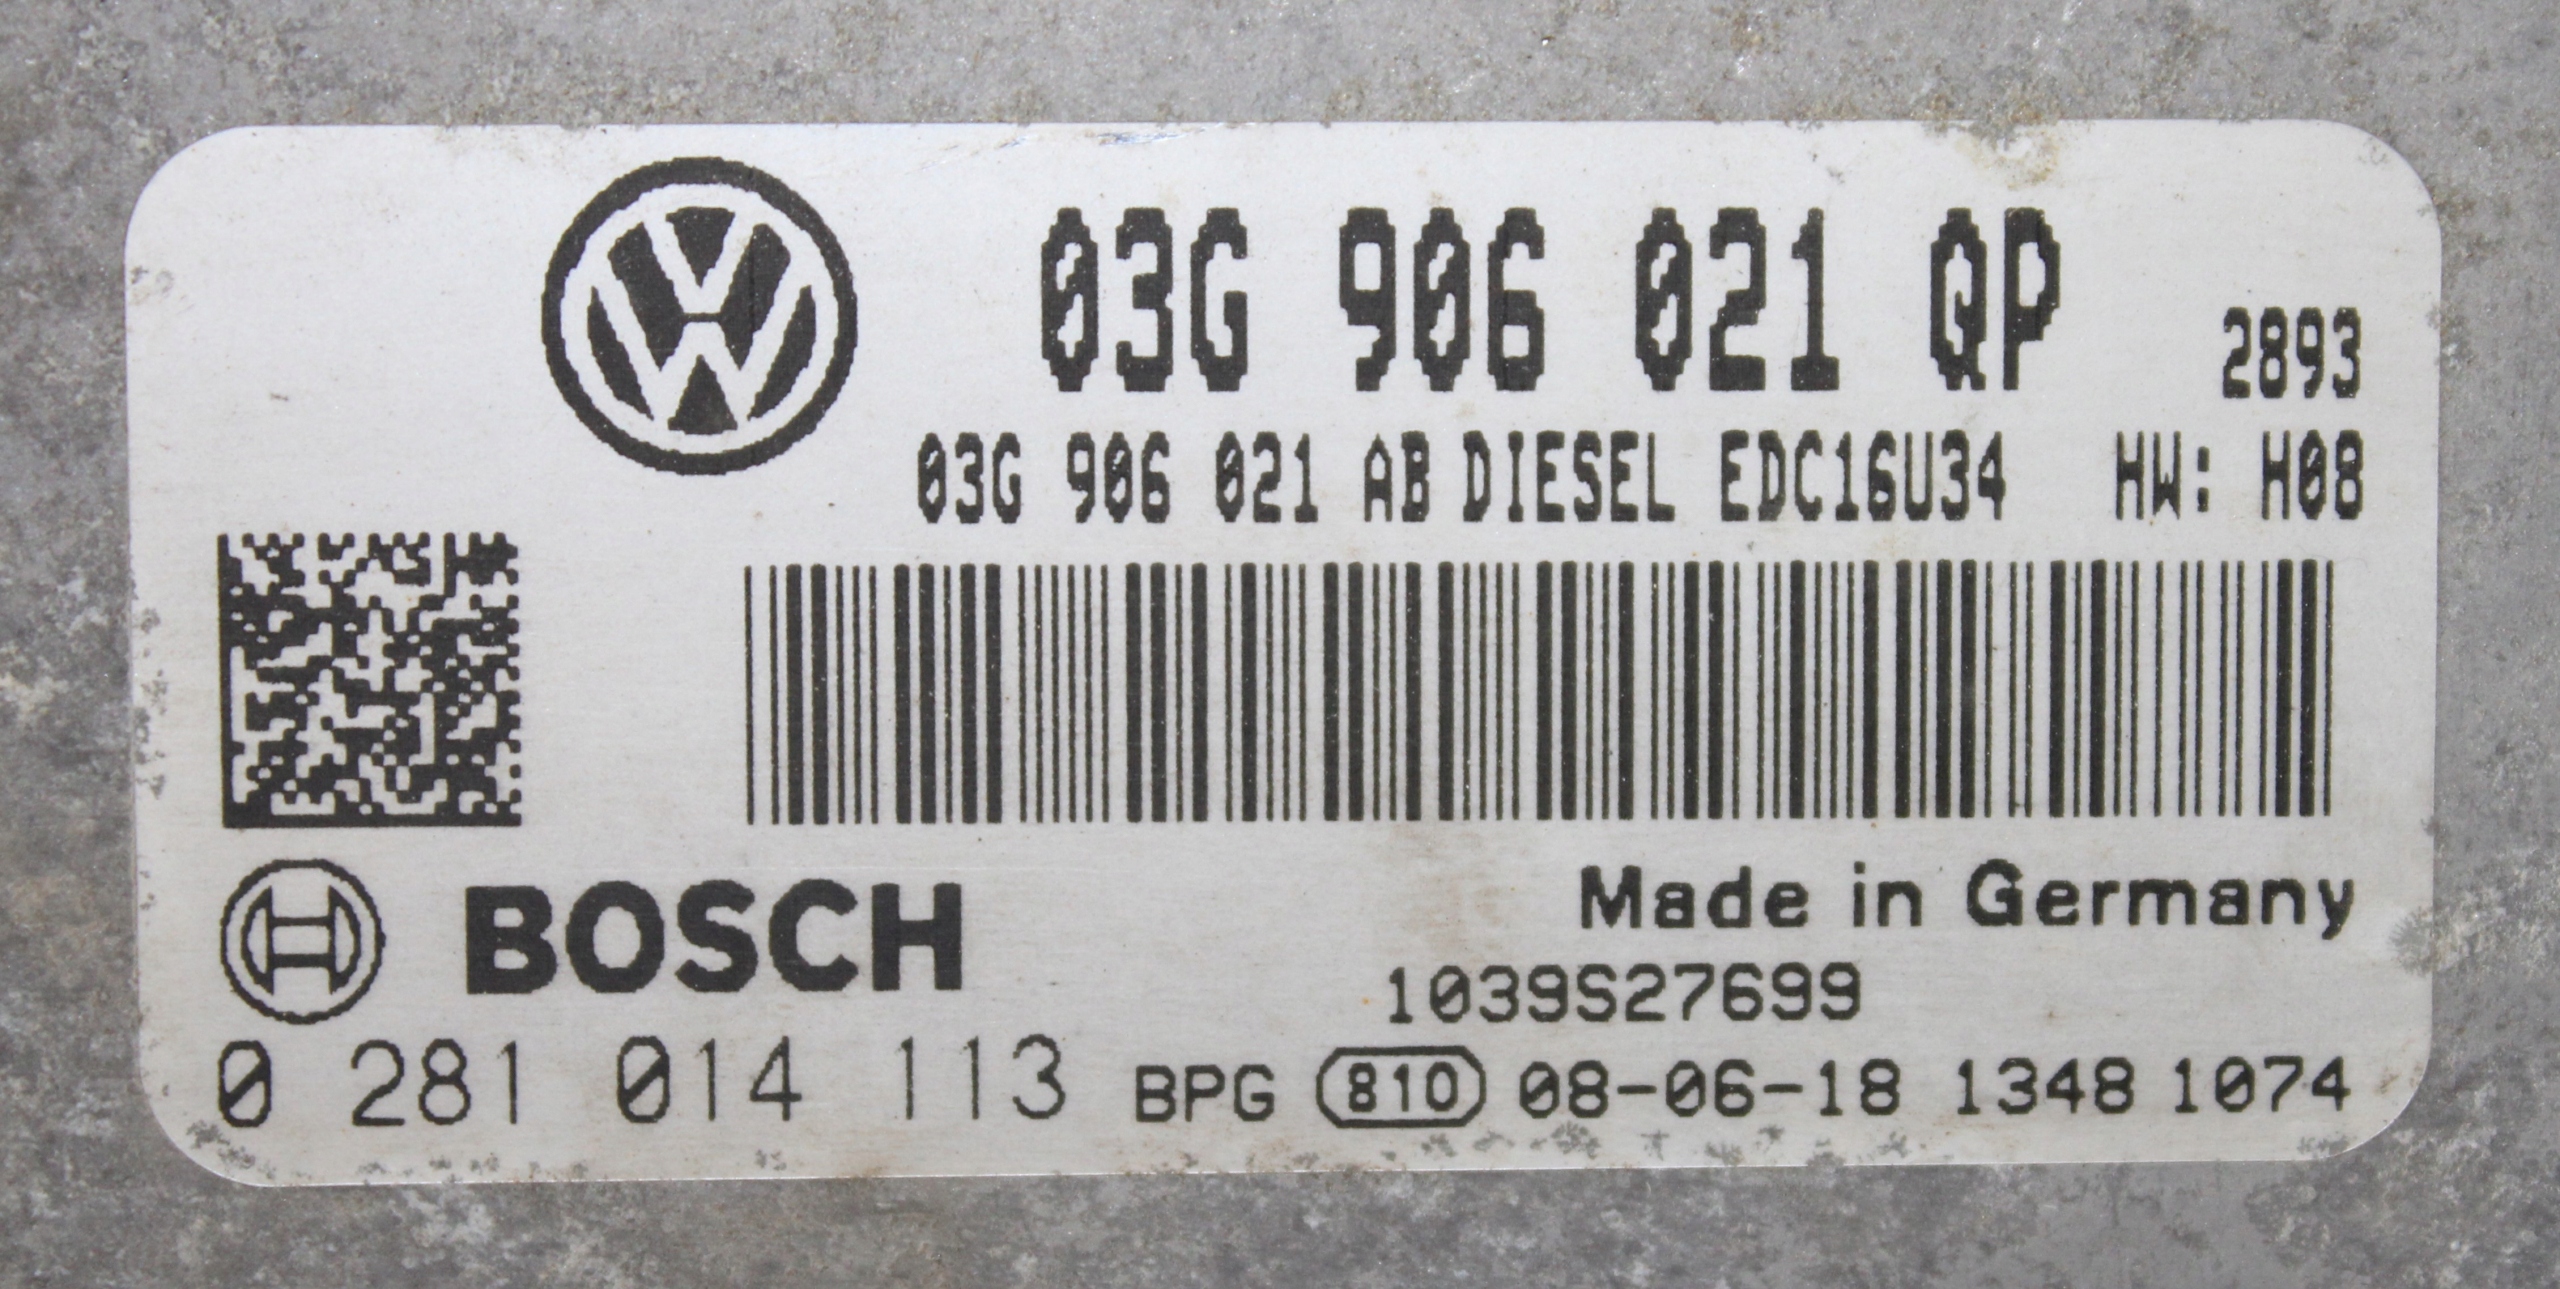 03G 906 021 QP 2893
03G 906 021 AB DIESEL EDC16U34 HW: H08
BOSCH
Made in Germany
1039S27699
0 281 014 113 BPG 810 08-06-18 1348 1074